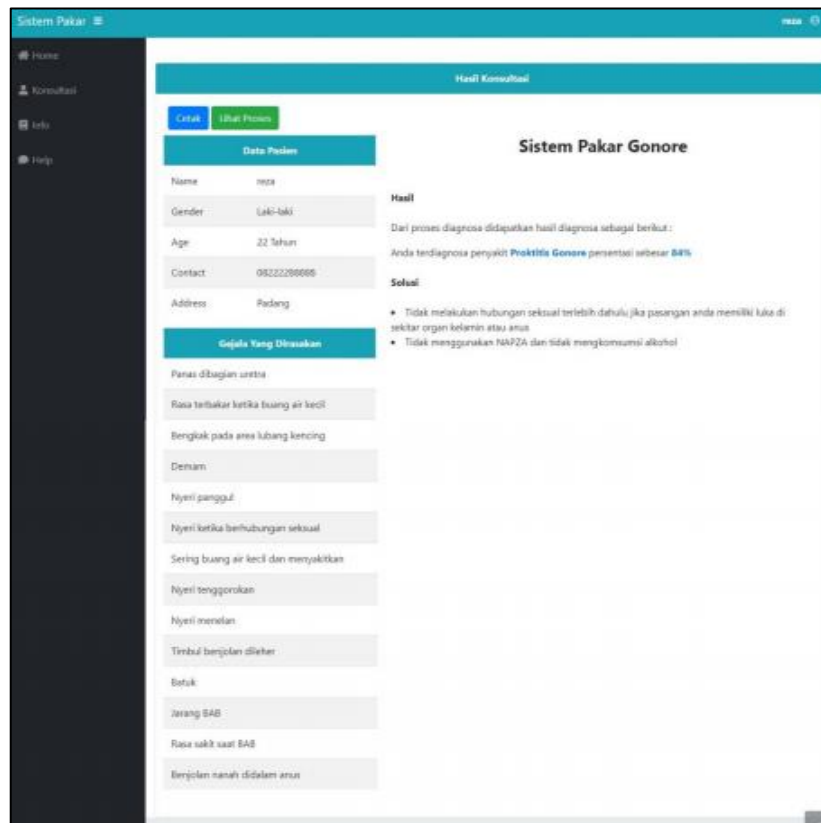 Sistem Pakar
reza
Home
Konsultasi
Info
Help
Hasil Konsultasi
Cetak
Lihat Proses
Data Pasien
Name reza
Gender Laki-laki
Age 22 Tahun
Contact
Address Padang
Gejala Yang Dirasakan
Panas dibagian uretra
Rasa terbakar ketika buang air kecil
Bengkak pada area lubang kencing
Demam
Nyeri panggul
Nyeri ketika berhubungan seksual
Sering buang air kecil dan menyakitkan
Nyeri tenggorokan
Nyeri menelan
Timbul benjolan dileher
Batuk
Jarang BAB
Rasa sakit saat BAB
Benjolan nanah didalam anus
Sistem Pakar Gonore
Hasil
Dari proses diagnosa didapatkan hasil diagnosa sebagai berikut :
Anda terdiagnosa penyakit Proktitis Gonore persentasi sebesar 84%
Solusi
• Tidak melakukan hubungan seksual terlebih dahulu jika pasangan anda memiliki luka di
sekitar organ kelamin atau anus
• Tidak menggunakan NAPZA dan tidak mengkomsumsi alkohol